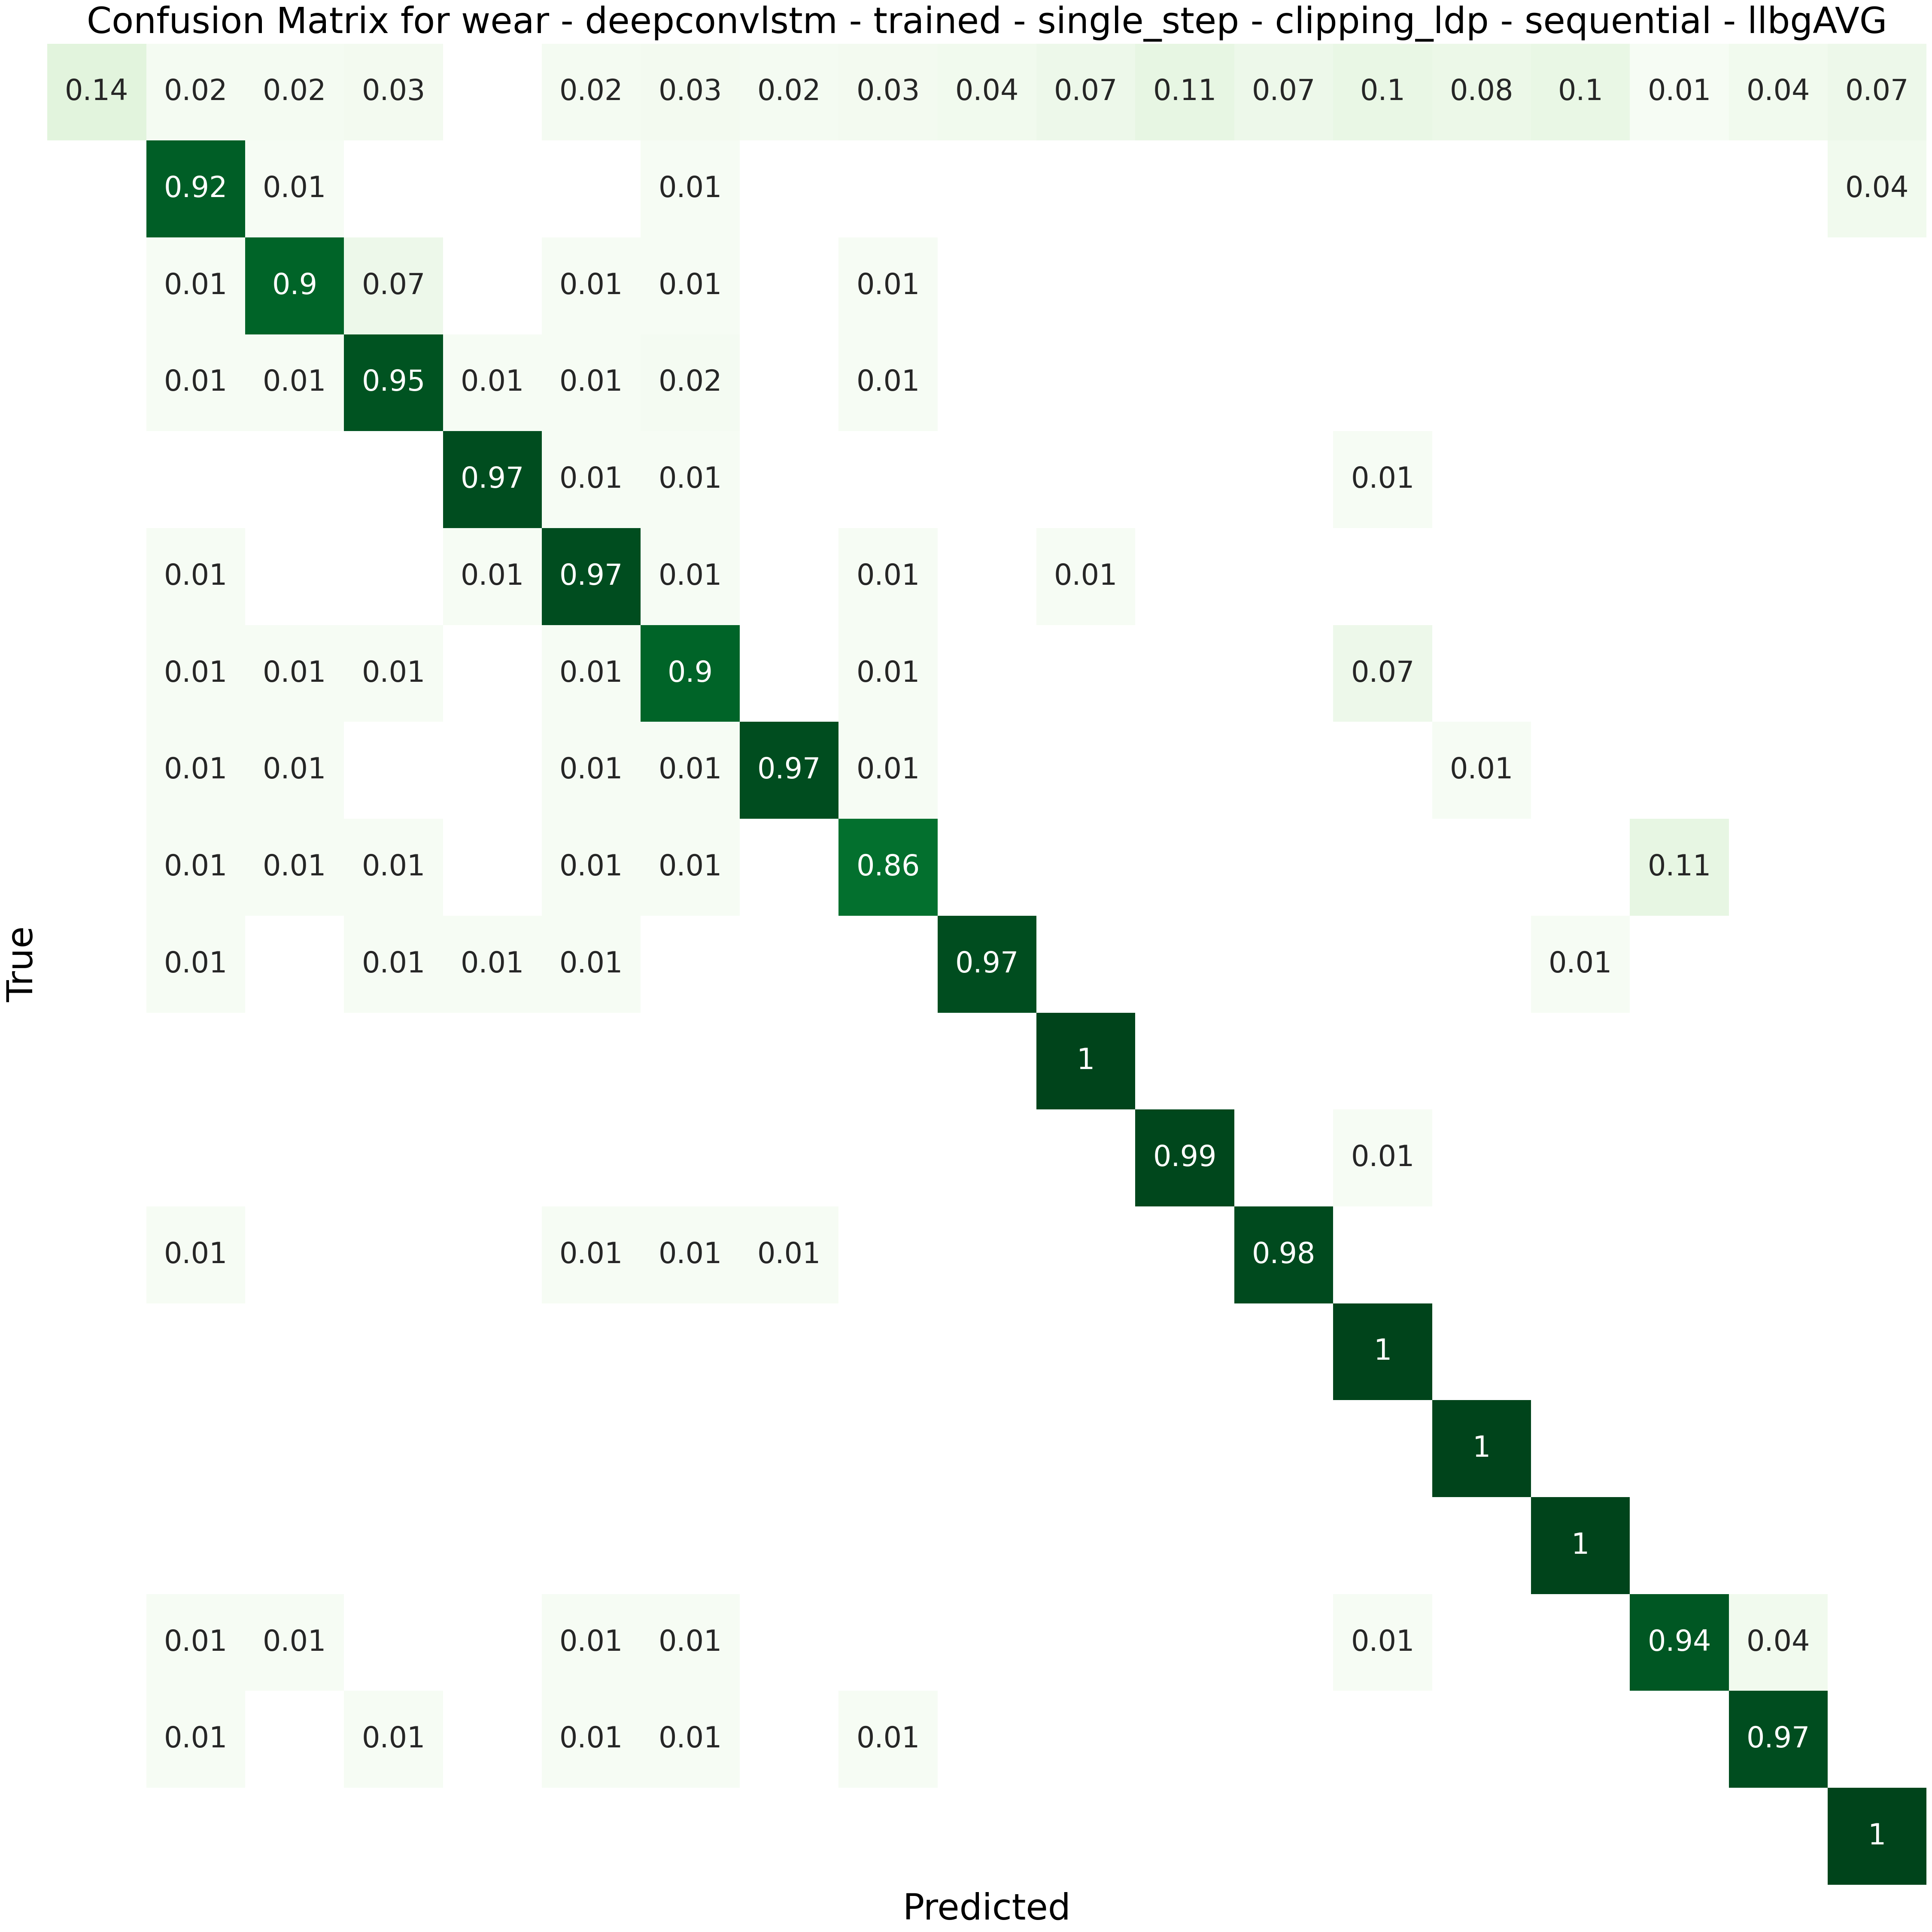 Confusion Matrix for wear - deepconvlstm - trained - single_step - clipping_ldp - sequential - llbgAVG
0.14 0.02 0.02 0.03 0.02 0.03 0.02 0.03 0.04 0.07 0.11 0.07 0.1 0.08 0.1 0.01 0.04 0.07
0.92 0.01 0.01 0.04
0.01 0.9 0.07 0.01 0.01 0.01
0.01 0.01 0.95 0.01 0.01 0.02 0.01
0.97 0.01 0.01 0.01
0.01 0.01 0.97 0.01 0.01 0.01
0.01 0.01 0.01 0.01 0.9 0.01 0.07
0.01 0.01 0.01 0.01 0.97 0.01 0.01
0.01 0.01 0.01 0.01 0.01 0.86 0.11
True
0.01 0.01 0.01 0.01 0.97 0.01
1
0.99 0.01
0.01 0.01 0.01 0.01 0.98
1
1
1
0.01 0.01 0.01 0.01 0.01 0.94 0.04
0.01 0.01 0.01 0.01 0.01 0.97
1
Predicted